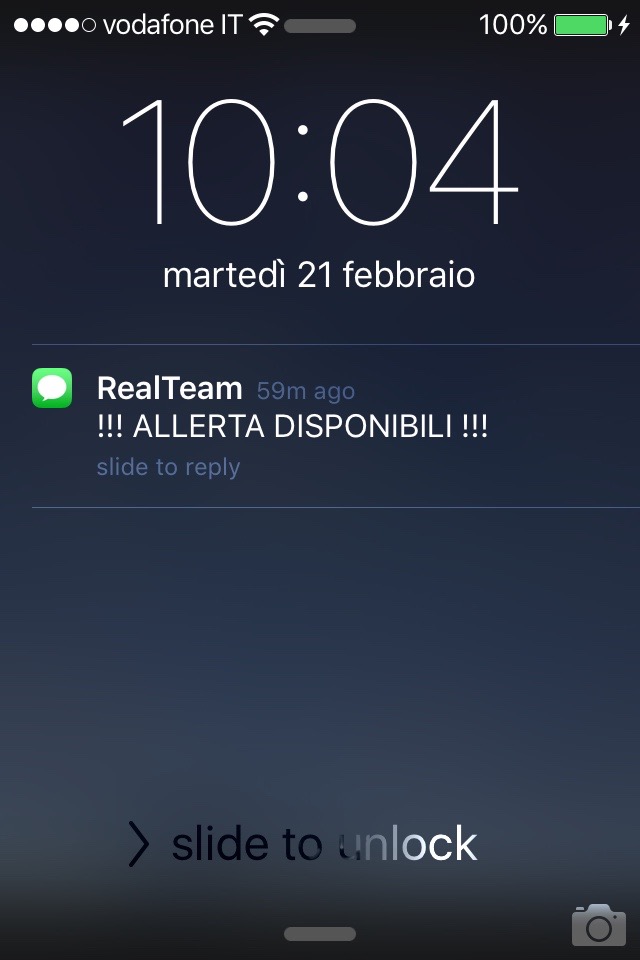 vodafone IT 100%
10:04
martedì 21 febbraio
RealTeam 59m ago
!!! ALLERTA DISPONIBILI !!!
slide to reply
slide to unlock